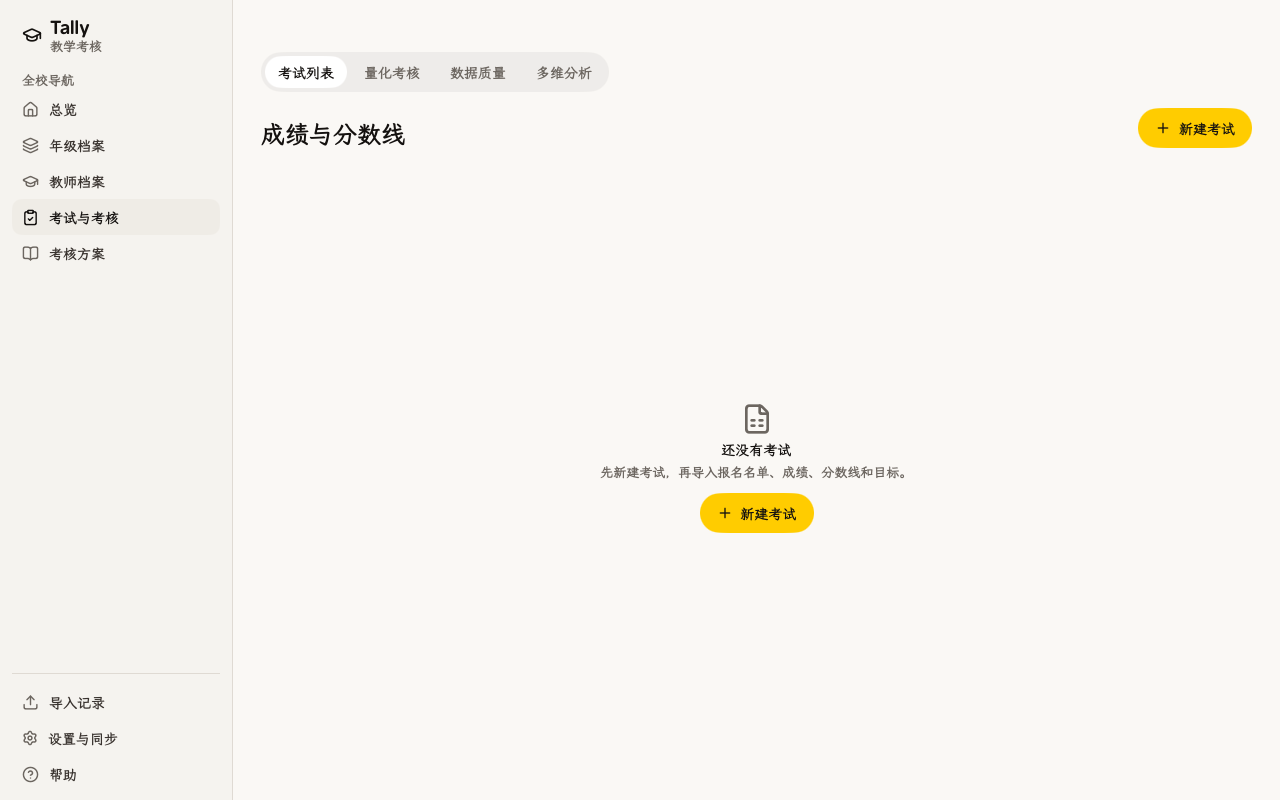 Tally
教学考核
全校导航
总览
年级档案
教师档案
考试与考核
考核方案
导入记录
设置与同步
帮助
考试列表
量化考核
数据质量
多维分析
成绩与分数线
新建考试
还没有考试
先新建考试，再导入报名名单、成绩、分数线和目标。
新建考试